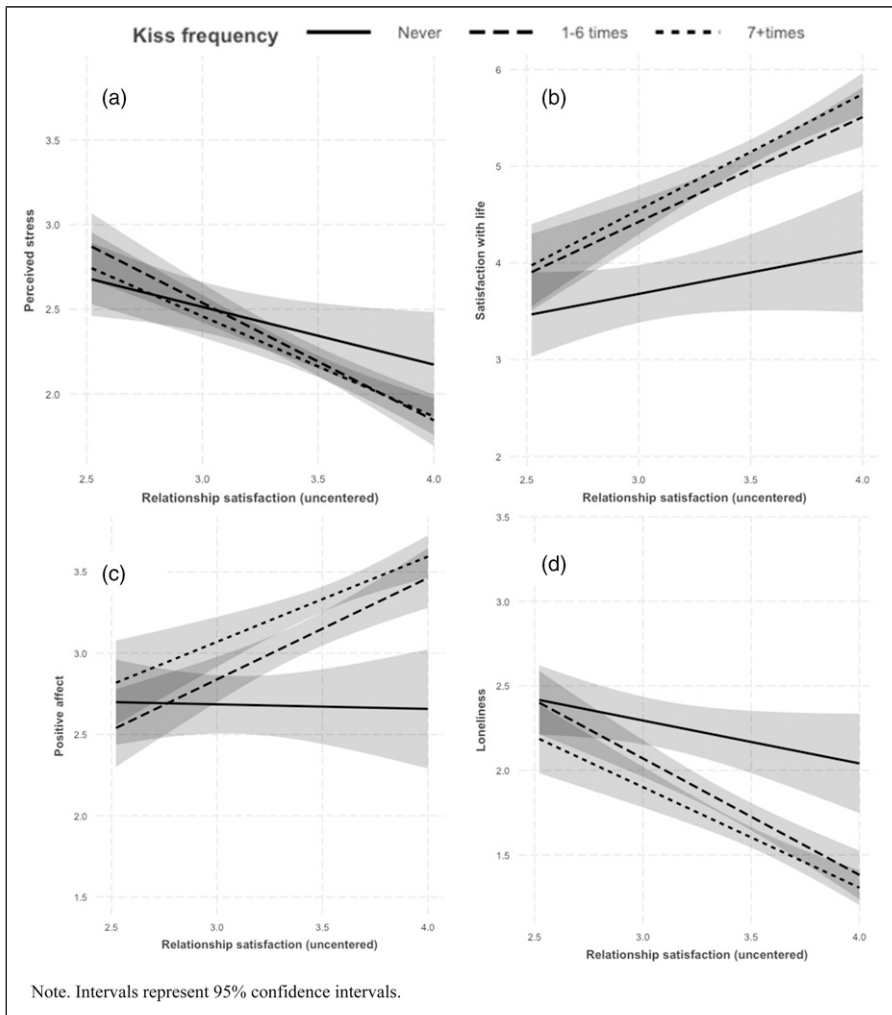 Kiss frequency Never 1-6 times 7+times
(a)
3.5
3.0
2.5
2.0
Perceived stress
2.5 3.0 3.5 4.0
Relationship satisfaction (uncentered)
(b)
6
5
4
3
2
Satisfaction with life
2.5 3.0 3.5 4.0
Relationship satisfaction (uncentered)
(c)
3.5
3.0
2.5
2.0
1.5
Positive affect
2.5 3.0 3.5 4.0
Relationship satisfaction (uncentered)
(d)
3.5
3.0
2.5
2.0
1.5
Loneliness
2.5 3.0 3.5 4.0
Relationship satisfaction (uncentered)
Note. Intervals represent 95% confidence intervals.